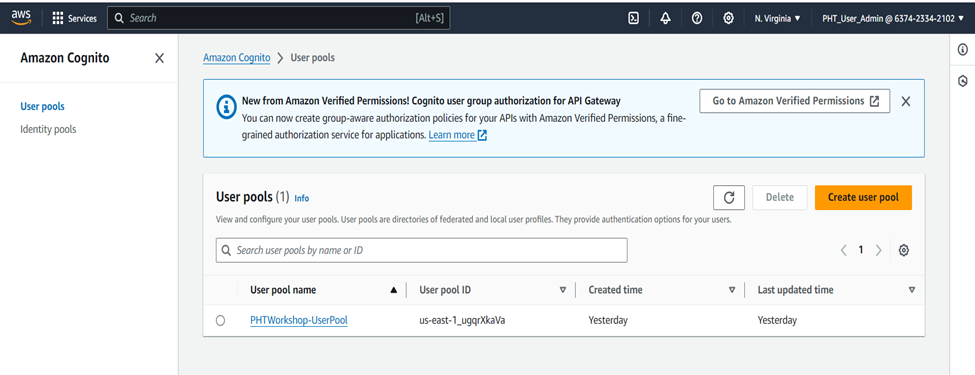 aws
Services
Search
[Alt+S]
N. Virginia
PHT_User_Admin @ 6374-2334-2102
Amazon Cognito
User pools
Identity pools
Amazon Cognito
User pools
New from Amazon Verified Permissions! Cognito user group authorization for API Gateway
You can now create group-aware authorization policies for your APIs with Amazon Verified Permissions, a fine-
grained authorization service for applications. Learn more
Go to Amazon Verified Permissions
User pools (1) Info
Delete
Create user pool
View and configure your user pools. User pools are directories of federated and local user profiles. They provide authentication options for your users.
Search user pools by name or ID
1
User pool name
User pool ID
Created time
Last updated time
PHTWorkshop-UserPool
us-east-1_ugqrXkaVa
Yesterday
Yesterday